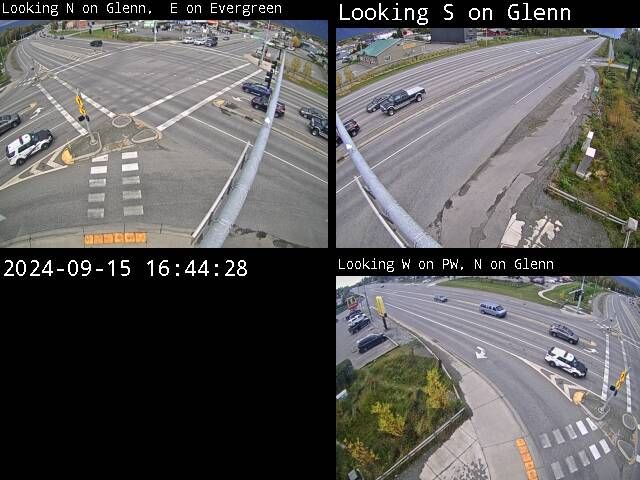 Looking N on Glenn,  E on Evergreen
Looking S on Glenn
2024-09-15 16:44:28
Looking W on PW, N on Glenn